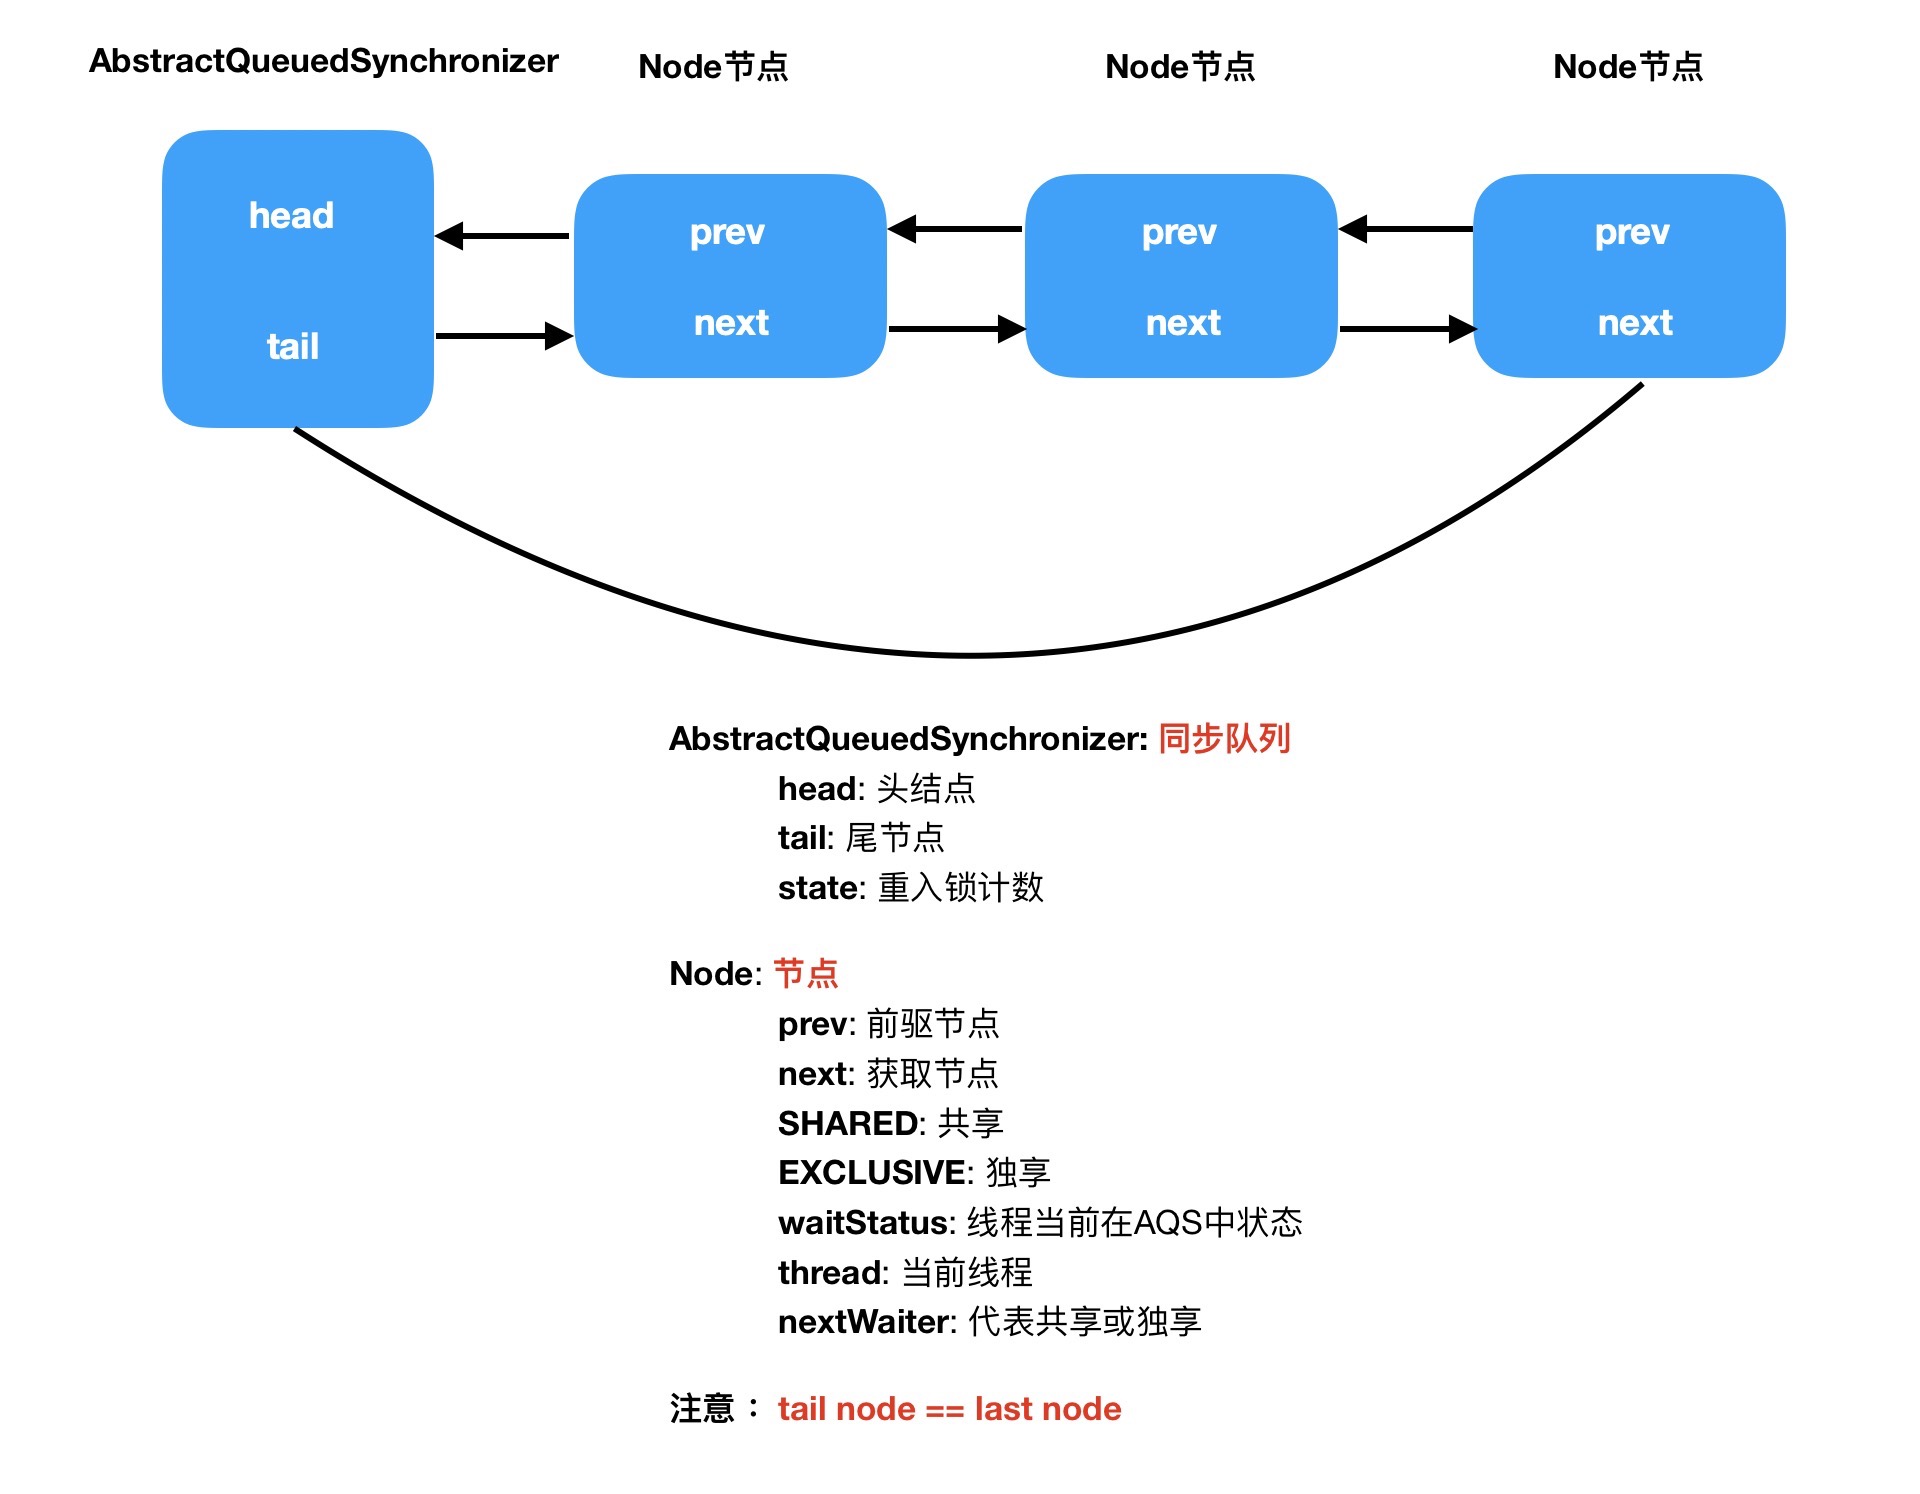 AbstractQueuedSynchronizer
Node节点
Node节点
Node节点
head
tail
prev
next
prev
next
prev
next
AbstractQueuedSynchronizer: 同步队列
head: 头结点
tail: 尾节点
state: 重入锁计数
Node: 节点
prev: 前驱节点
next: 获取节点
SHARED: 共享
EXCLUSIVE: 独享
waitStatus: 线程当前在AQS中状态
thread: 当前线程
nextWaiter: 代表共享或独享
注意： tail node == last node